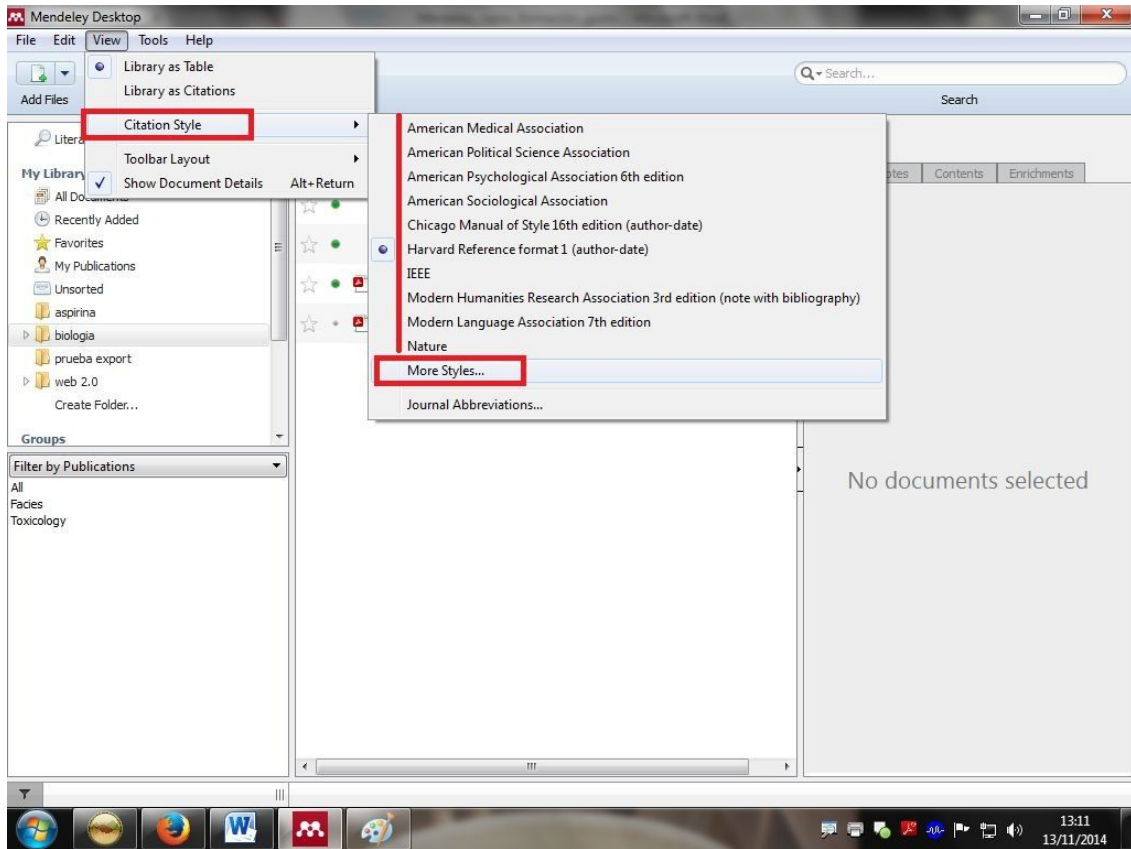 Mendeley Desktop
File Edit View Tools Help
Library as Table
Library as Citations
Search...
Add Files
Search
Citation Style
Toolbar Layout
Show Document Details Alt+Return
American Medical Association
American Political Science Association
American Psychological Association 6th edition
American Sociological Association
Chicago Manual of Style 16th edition (author-date)
Harvard Reference format 1 (author-date)
IEEE
Modern Humanities Research Association 3rd edition (note with bibliography)
Modern Language Association 7th edition
Nature
More Styles...
Journal Abbreviations...
Contents Enrichments
My Library
All
Recently Added
Favorites
My Publications
Unsorted
aspirina
biologia
prueba export
web 2.0
Create Folder...
Groups
Filter by Publications
All
Facies
Toxicology
No documents selected
13:11
13/11/2014